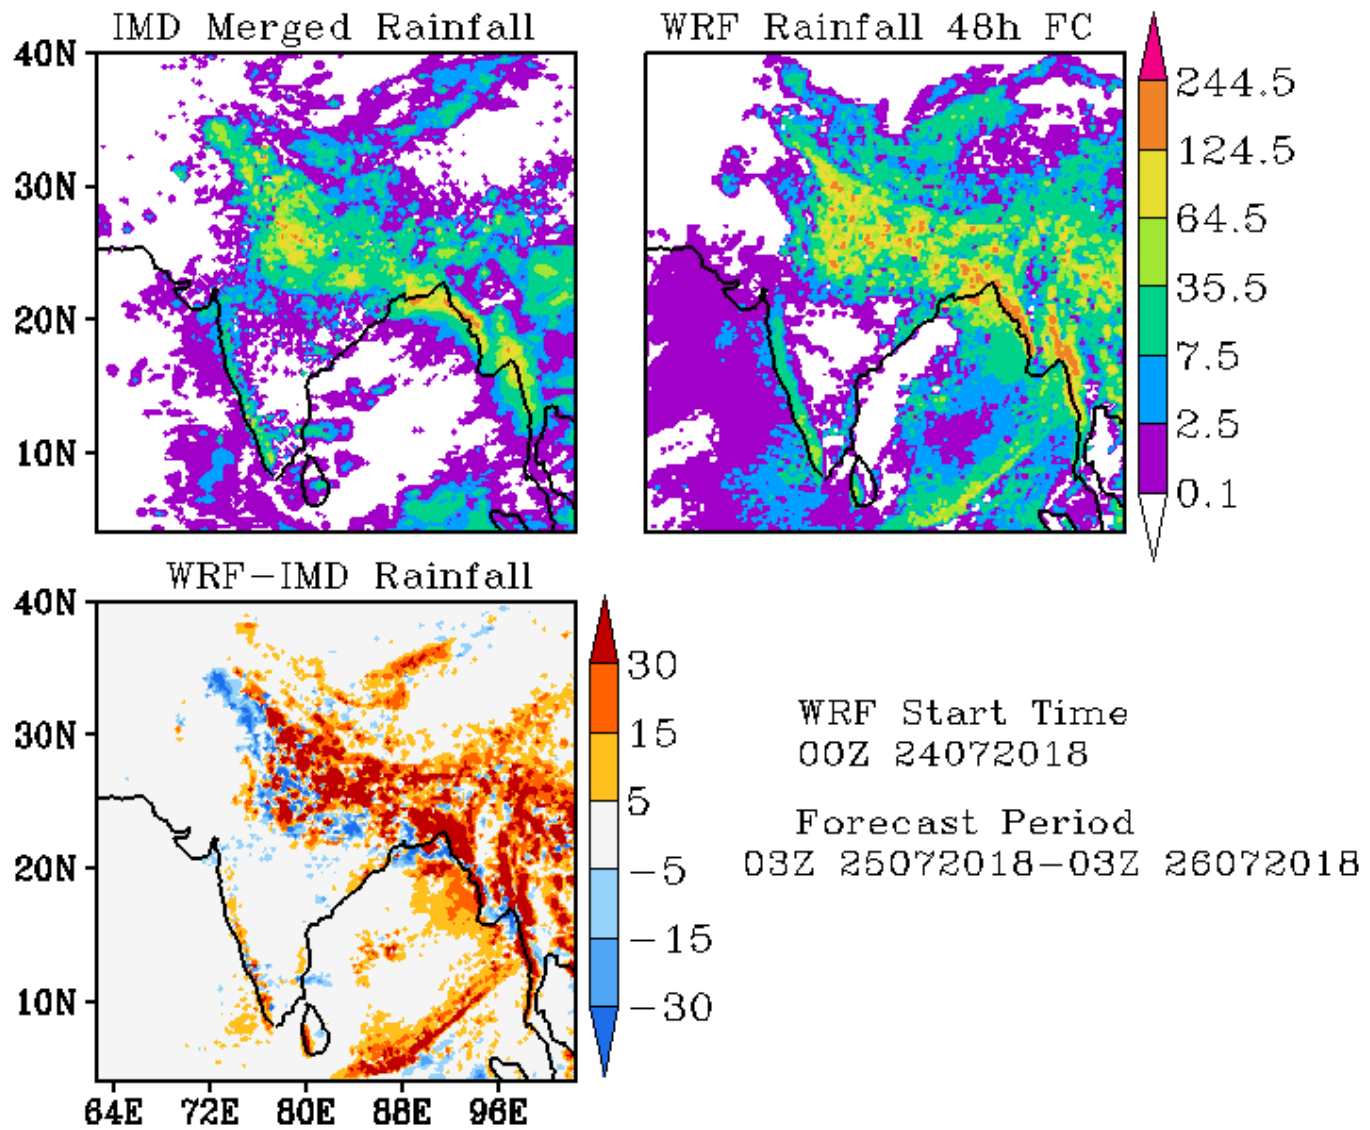 IMD Merged Rainfall
WRF Rainfall 48h FC
40N
30N
20N
10N
244.5
124.5
64.5
35.5
7.5
2.5
0.1
WRF-IMD Rainfall
40N
30N
20N
10N
64E 72E 80E 88E 96E
30
15
5
-5
-15
-30
WRF Start Time
00Z 24072018
Forecast Period
03Z 25072018-03Z 26072018